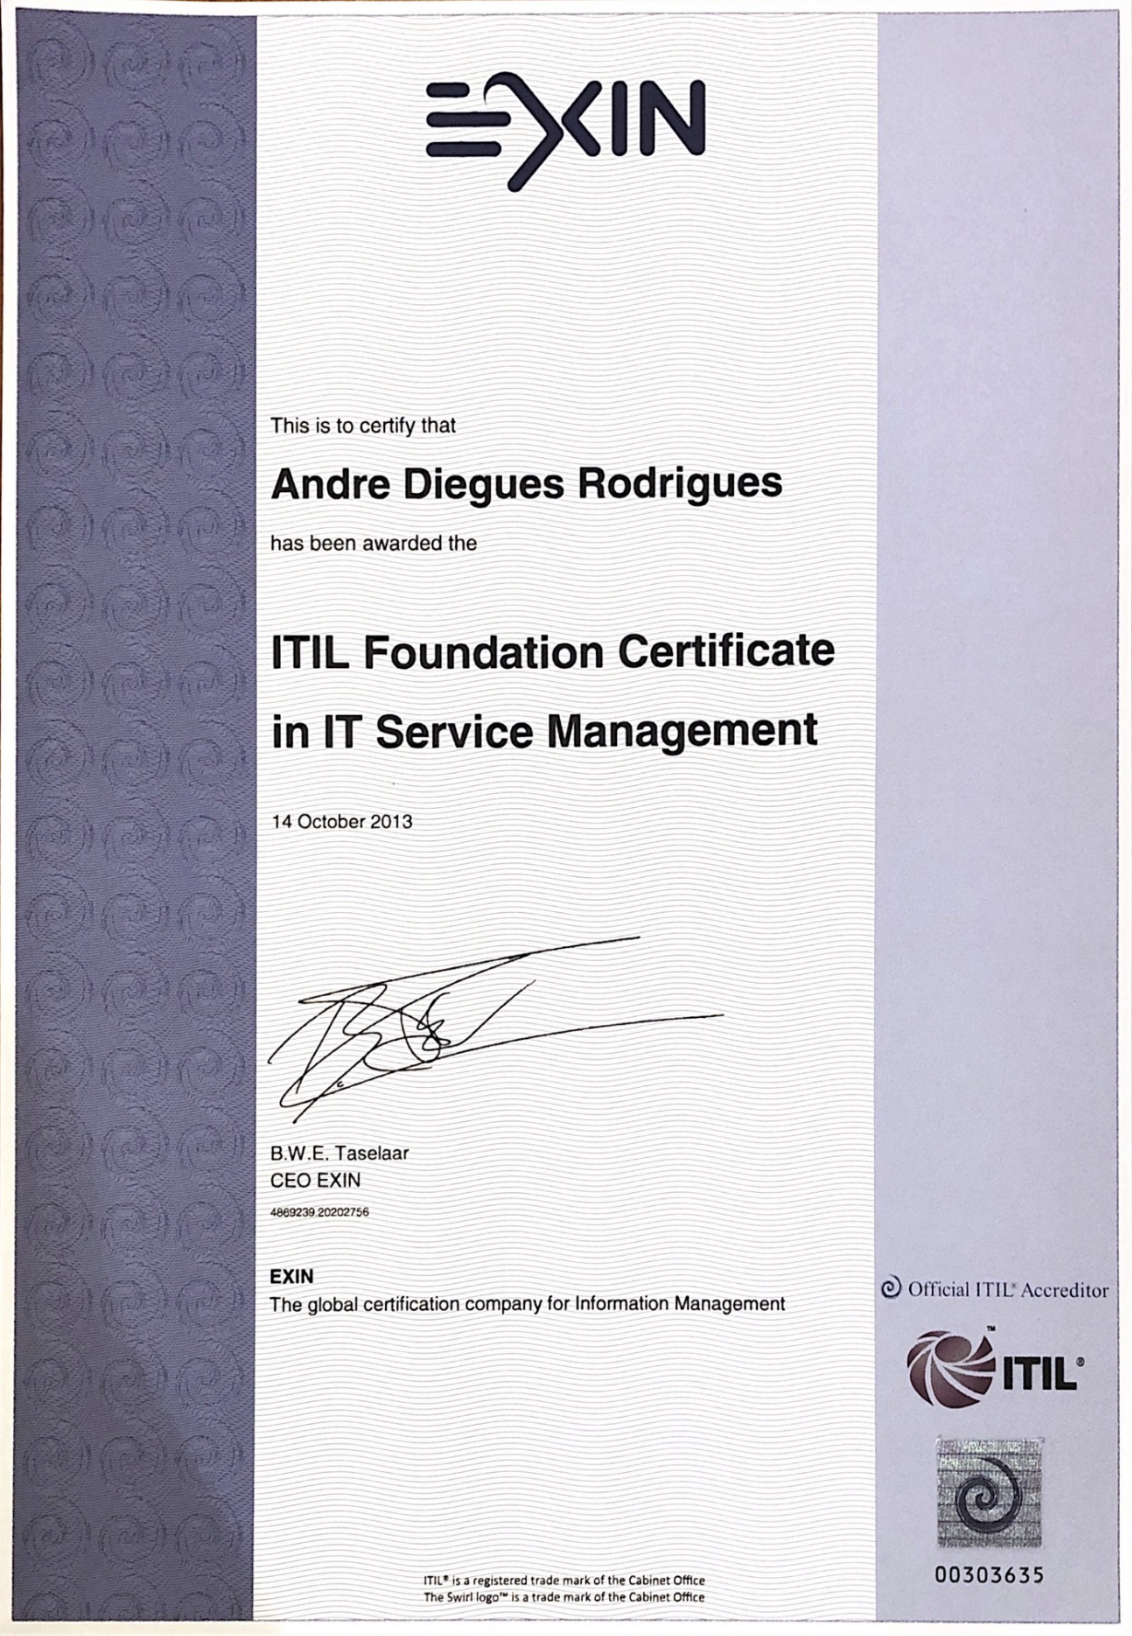 EXIN
This is to certify that
Andre Diegues Rodrigues
has been awarded the
ITIL Foundation Certificate
in IT Service Management
14 October 2013
B.W.E. Taselaar
CEO EXIN
4869239.20202756
EXIN
The global certification company for Information Management
Official ITIL® Accreditor
ITIL®
00303635
ITIL® is a registered trade mark of the Cabinet Office
The Swirl logo™ is a trade mark of the Cabinet Office